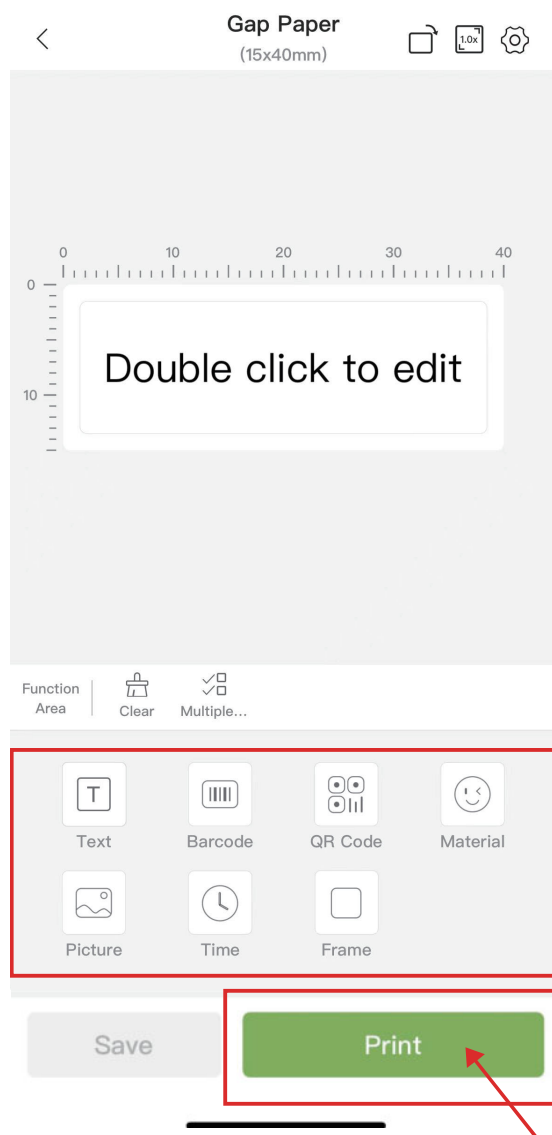 Gap Paper
(15x40mm)
1.0x
0 10 20 30 40
0
Double click to edit
10
Function
Area
Clear
Multiple...
T
Text Barcode QR Code Material
Picture Time Frame
Save Print